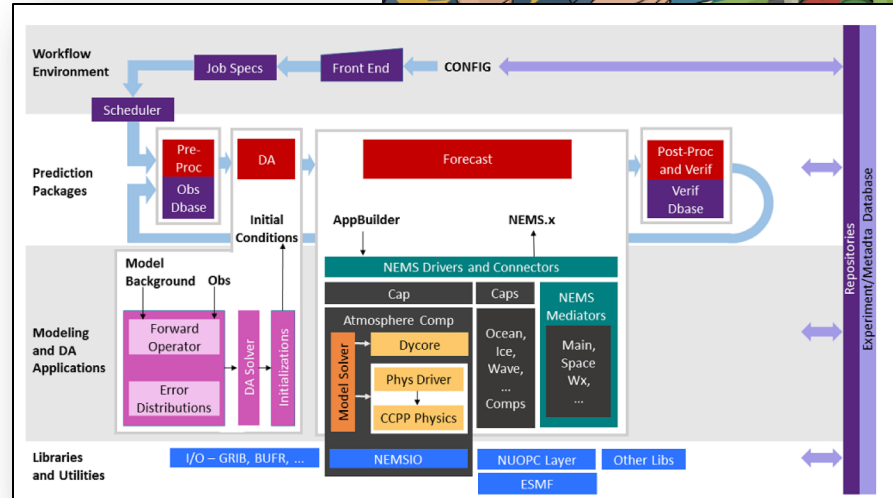 Workflow
Environment
Job Specs
Front End
CONFIG
Scheduler
Prediction
Packages
Pre-
Proc
Obs
Dbase
DA
Forecast
Post-Proc
and Verif
Verif
Dbase
Initial
Conditions
AppBuilder
NEMS.x
Modeling
and DA
Applications
Model
Background
Obs
Forward
Operator
Error
Distributions
DA Solver
Initializations
NEMS Drivers and Connectors
Cap
Caps
NEMS
Mediators
Atmosphere Comp
Model Solver
Dycore
Phys Driver
CCPP Physics
Ocean,
Ice,
Wave,
...
Comps
Main,
Space
Wx,
...
Libraries
and Utilities
I/O – GRIB, BUFR, ...
NEMSIO
NUOPC Layer
Other Libs
ESMF
Repositories
Experiment/Metadta Database